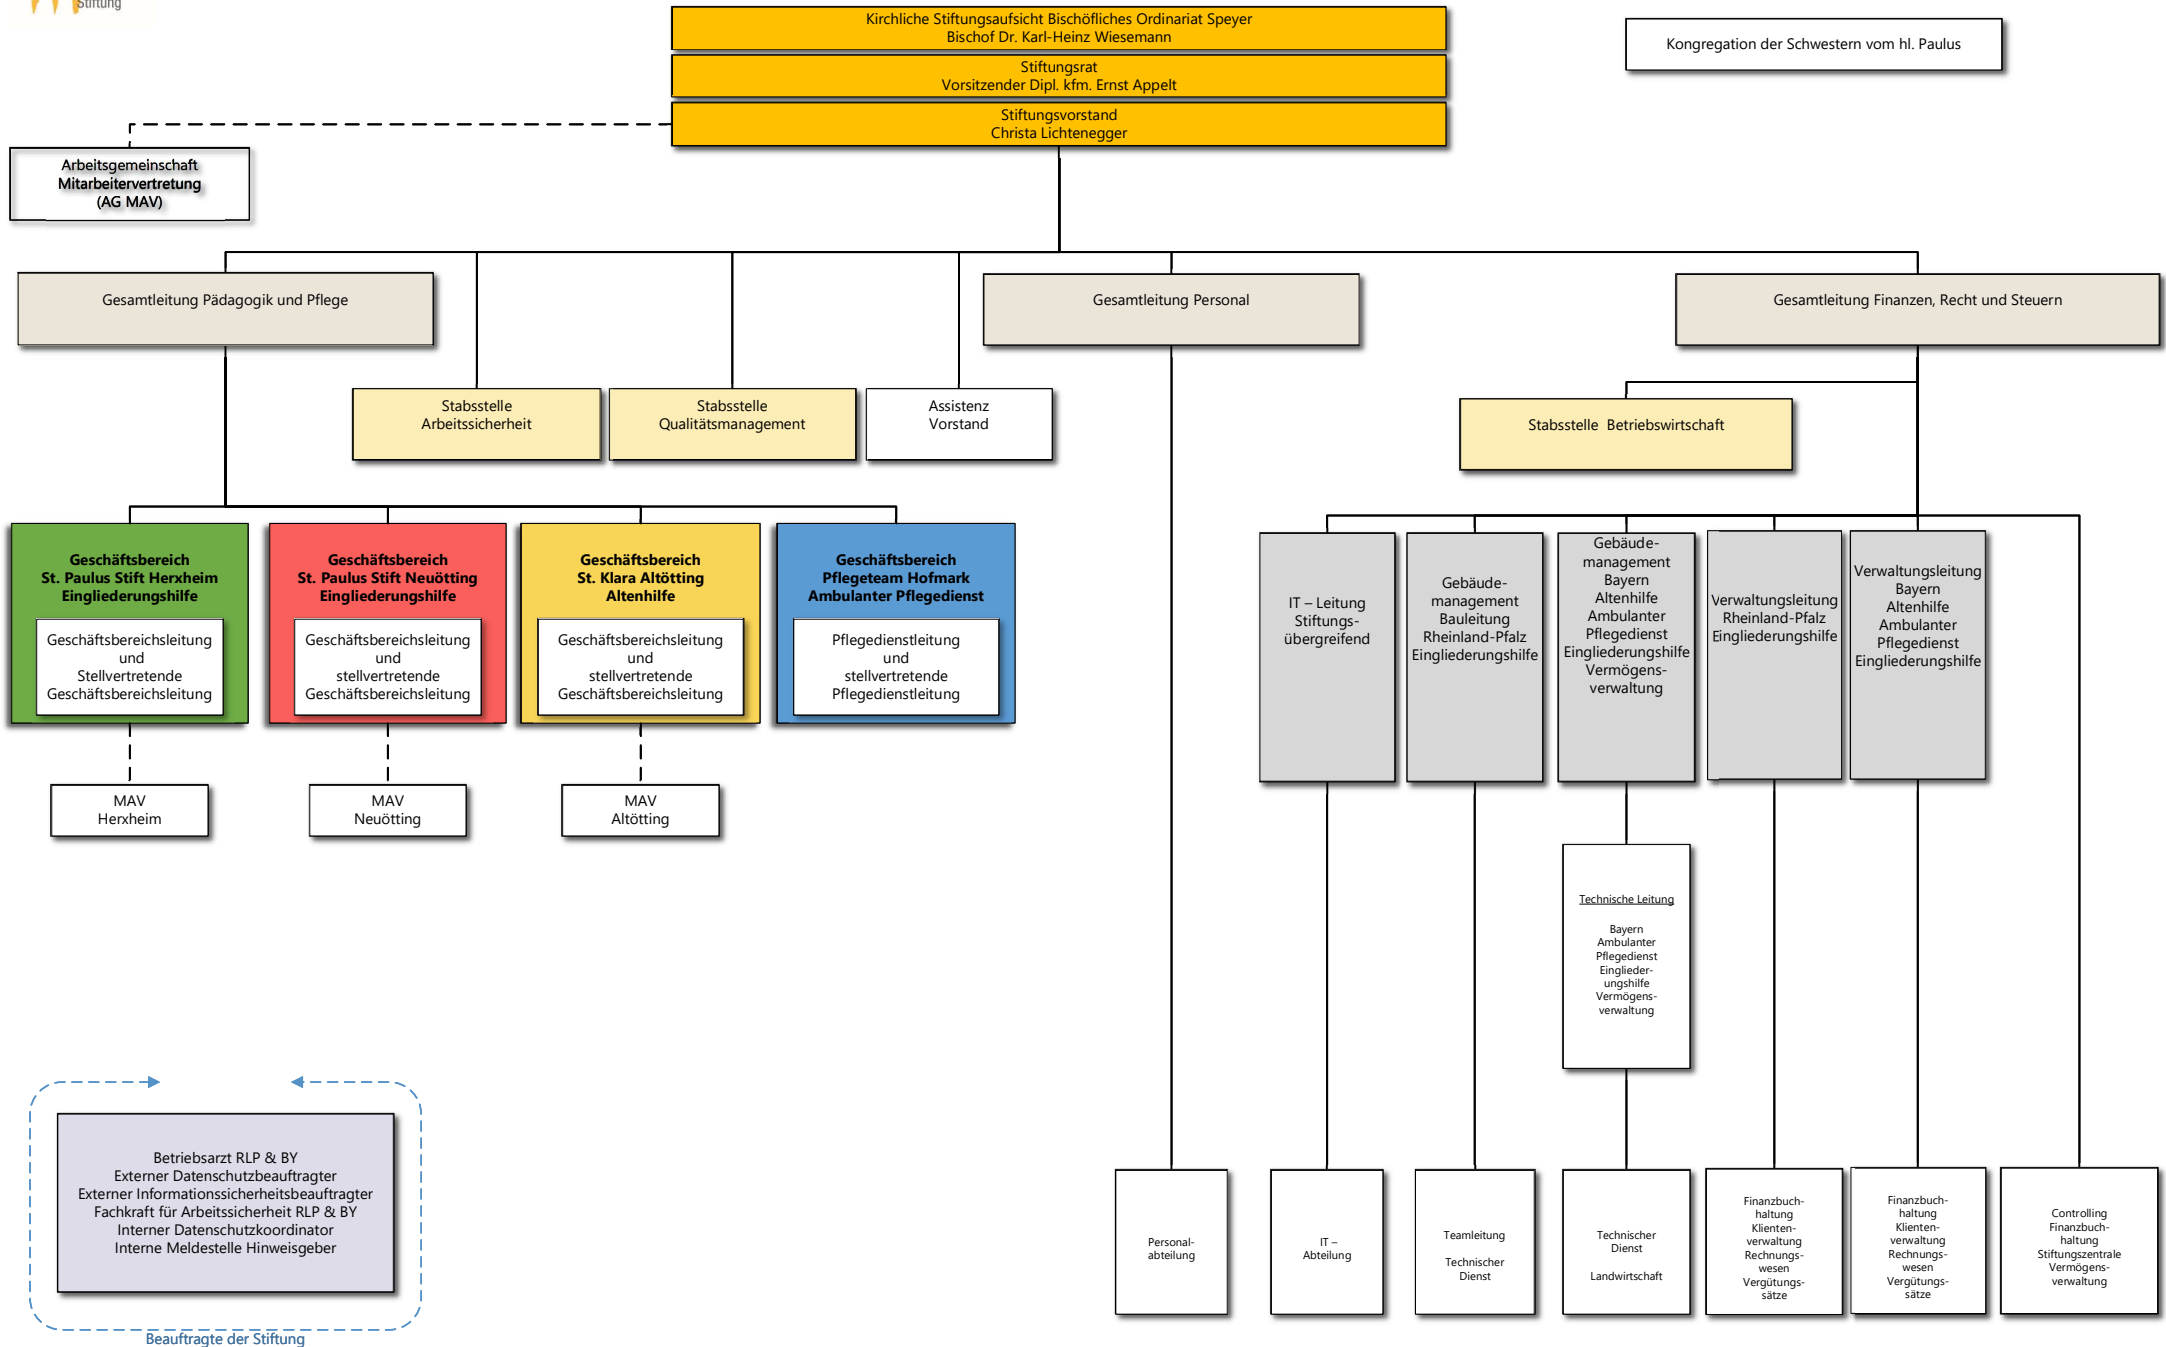 Stiftung
Kirchliche Stiftungsaufsicht Bischöfliches Ordinariat Speyer
Bischof Dr. Karl-Heinz Wiesemann
Stiftungsrat
Vorsitzender Dipl. kfm. Ernst Appelt
Stiftungsvorstand
Christa Lichtenegger
Kongregation der Schwestern vom hl. Paulus
Arbeitsgemeinschaft
Mitarbeitervertretung
(AG MAV)
Gesamtleitung Pädagogik und Pflege
Gesamtleitung Personal
Gesamtleitung Finanzen, Recht und Steuern
Stabsstelle
Arbeitssicherheit
Stabsstelle
Qualitätsmanagement
Assistenz
Vorstand
Stabsstelle Betriebswirtschaft
Geschäftsbereich
St. Paulus Stift Herxheim
Eingliederungshilfe
Geschäftsbereichsleitung
und
Stellvertretende
Geschäftsbereichsleitung
Geschäftsbereich
St. Paulus Stift Neuötting
Eingliederungshilfe
Geschäftsbereichsleitung
und
stellvertretende
Geschäftsbereichsleitung
Geschäftsbereich
St. Klara Altötting
Altenhilfe
Geschäftsbereichsleitung
und
stellvertretende
Geschäftsbereichsleitung
Geschäftsbereich
Pflegeteam Hofmark
Ambulanter Pflegedienst
Pflegedienstleitung
und
stellvertretende
Pflegedienstleitung
MAV
Herxheim
MAV
Neuötting
MAV
Altötting
IT – Leitung
Stiftungs-
übergreifend
Gebäude-
management
Bauleitung
Rheinland-Pfalz
Eingliederungshilfe
Gebäude-
management
Bayern
Altenhilfe
Ambulanter
Pflegedienst
Eingliederungshilfe
Vermögens-
verwaltung
Verwaltungsleitung
Rheinland-Pfalz
Eingliederungshilfe
Verwaltungsleitung
Bayern
Altenhilfe
Ambulanter
Pflegedienst
Eingliederungshilfe
Technische Leitung
Bayern
Ambulanter
Pflegedienst
Einglieder-
ungshilfe
Vermögens-
verwaltung
Personal-
abteilung
IT –
Abteilung
Teamleitung
Technischer
Dienst
Technischer
Dienst
Landwirtschaft
Finanzbuch-
haltung
Klienten-
verwaltung
Rechnungs-
wesen
Vergütungs-
sätze
Finanzbuch-
haltung
Klienten-
verwaltung
Rechnungs-
wesen
Vergütungs-
sätze
Controlling
Finanzbuch-
haltung
Stiftungszentrale
Vermögens-
verwaltung
Betriebsarzt RLP & BY
Externer Datenschutzbeauftragter
Externer Informationssicherheitsbeauftragter
Fachkraft für Arbeitssicherheit RLP & BY
Interner Datenschutzkoordinator
Interne Meldestelle Hinweisgeber
Beauftragte der Stiftung